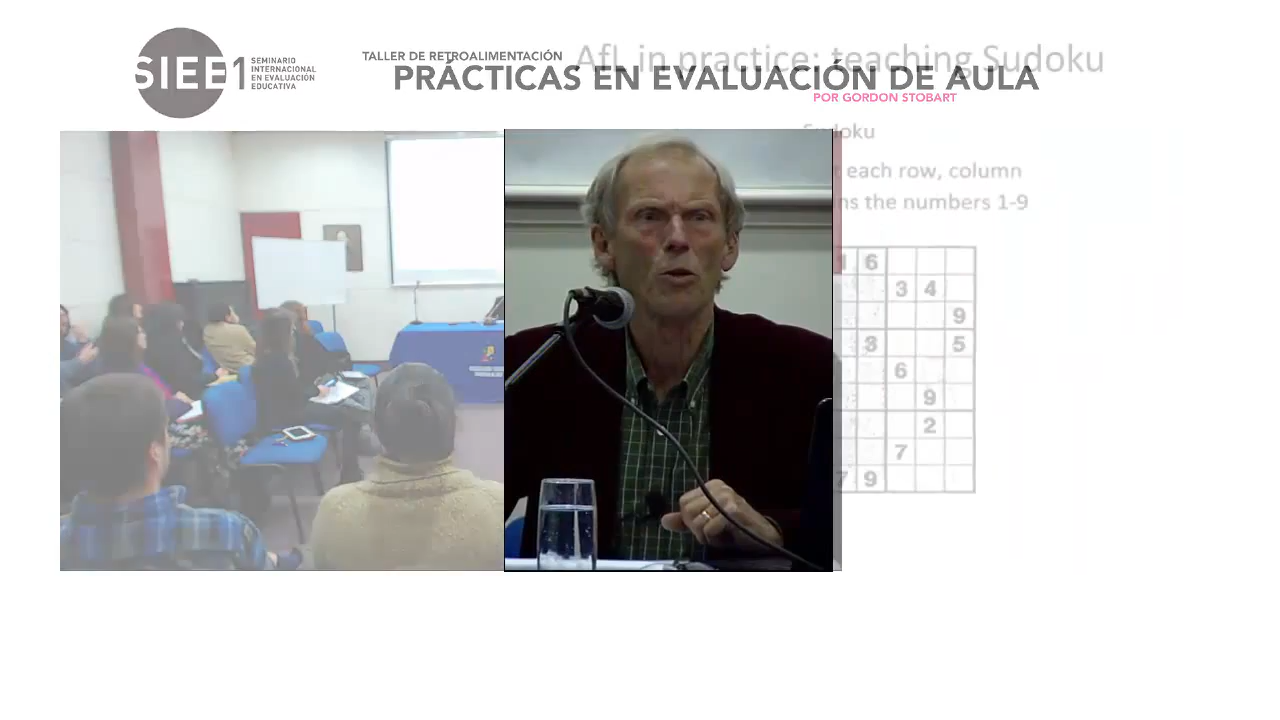 SIEE1
SEMINARIO
INTERNACIONAL
EN EVALUACIÓN
EDUCATIVA
TALLER DE RETROALIMENTACIÓN
PRÁCTICAS EN EVALUACIÓN DE AULA
POR GORDON STOBART
AfL in practice: teaching Sudoku
Sudoku
each row, column
the numbers 1-9
6
3 4
9
3 5
6
9
2
7
7 9